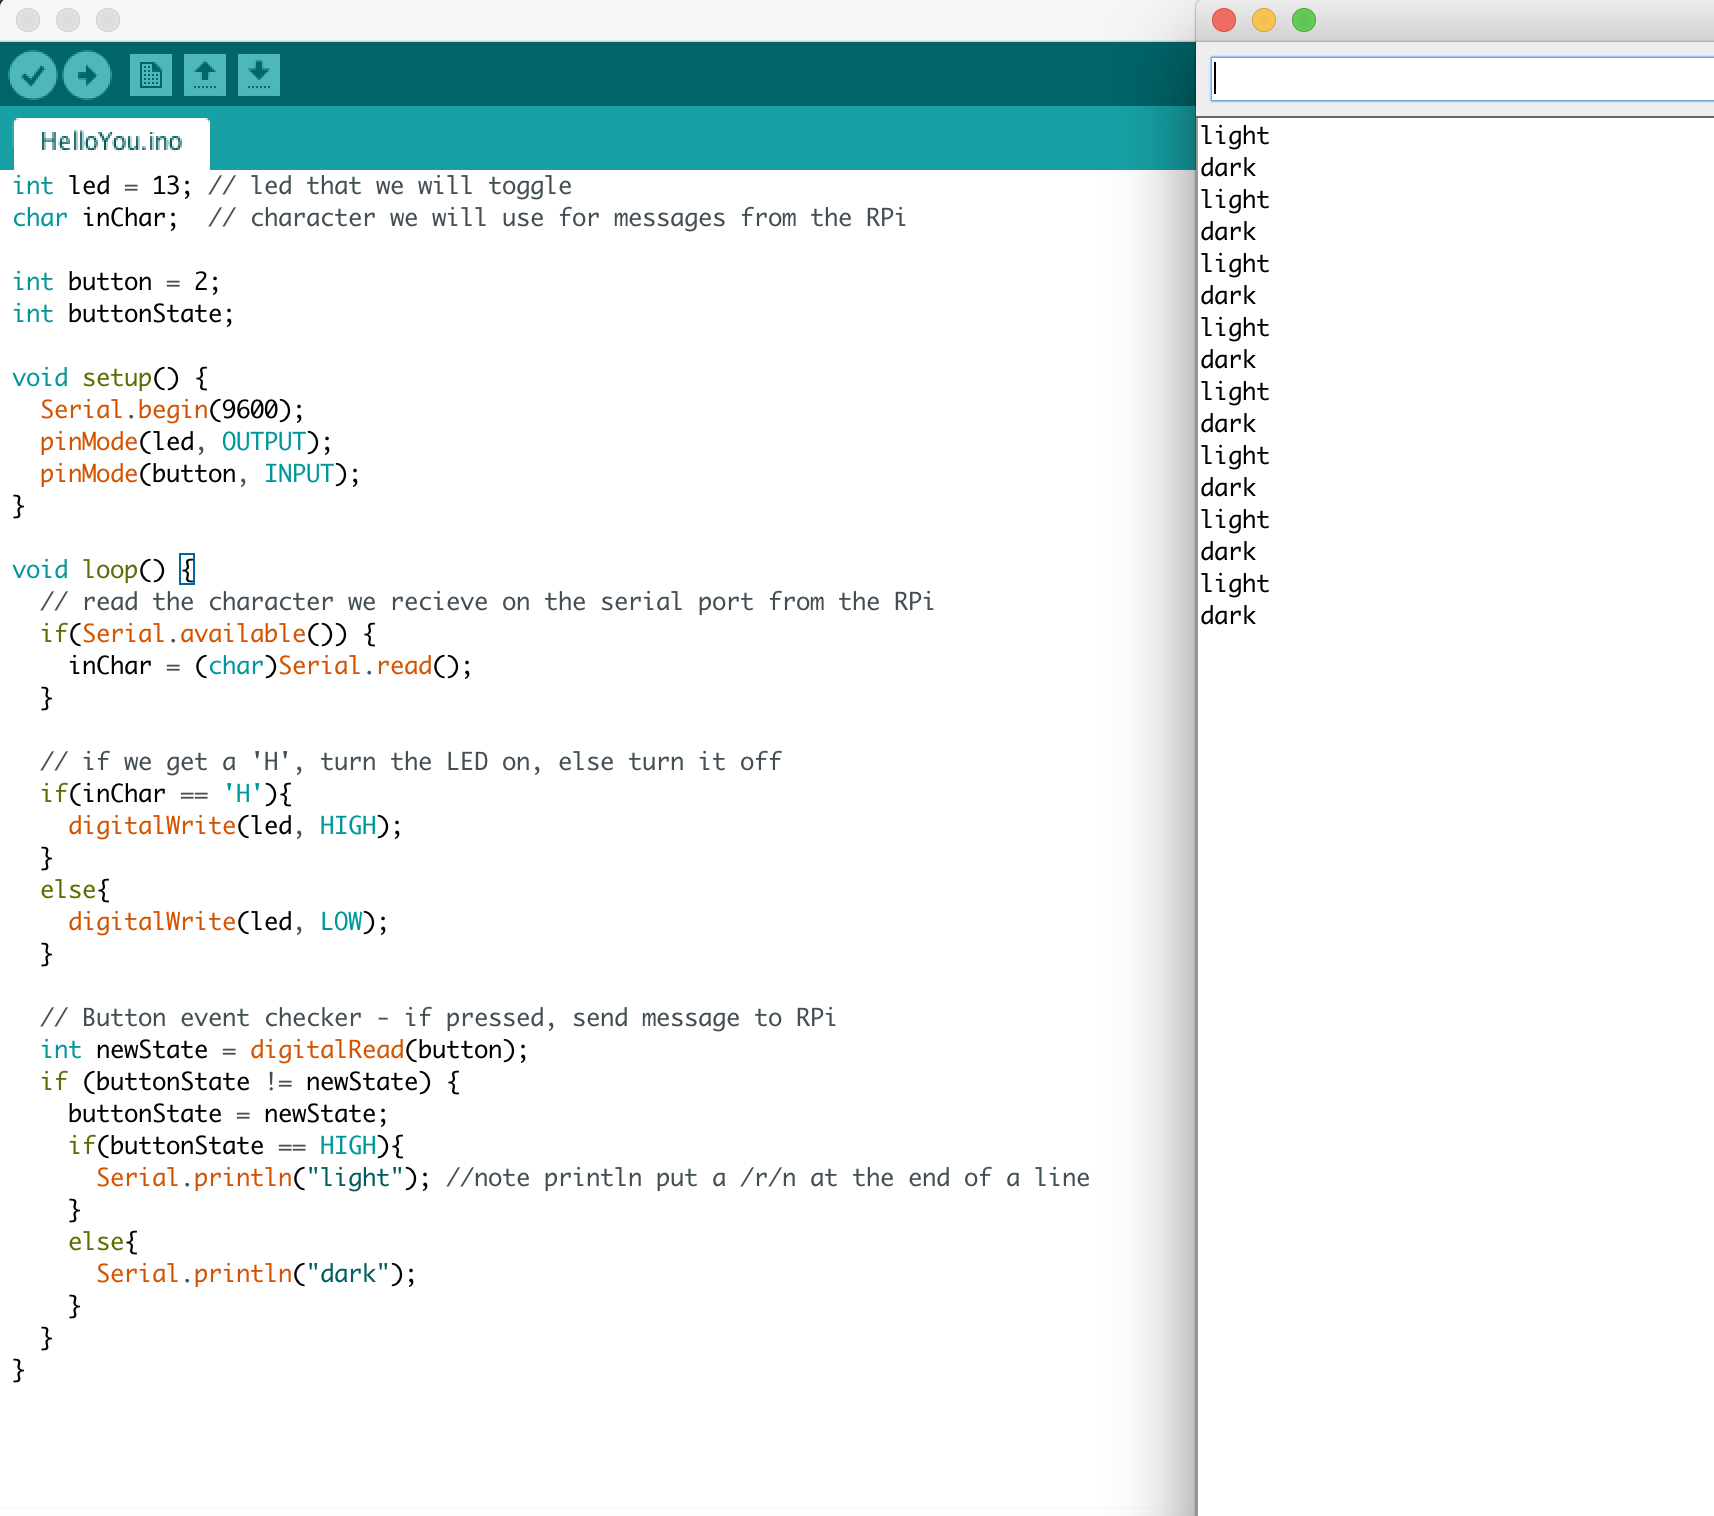 HelloYou.ino
int led = 13; // led that we will toggle
char inChar;  // character we will use for messages from the RPi
int button = 2;
int buttonState;
void setup() {
  Serial.begin(9600);
  pinMode(led, OUTPUT);
  pinMode(button, INPUT);
}
void loop() {
  // read the character we recieve on the serial port from the RPi
  if(Serial.available()) {
    inChar = (char)Serial.read();
  }
  // if we get a 'H', turn the LED on, else turn it off
  if(inChar == 'H'){
    digitalWrite(led, HIGH);
  }
  else{
    digitalWrite(led, LOW);
  }
  // Button event checker - if pressed, send message to RPi
  int newState = digitalRead(button);
  if (buttonState != newState) {
    buttonState = newState;
    if(buttonState == HIGH){
      Serial.println("light"); //note println put a /r/n at the end of a line
    }
    else{
      Serial.println("dark");
    }
  }
}
light
dark
light
dark
light
dark
light
dark
light
dark
light
dark
light
dark
light
dark